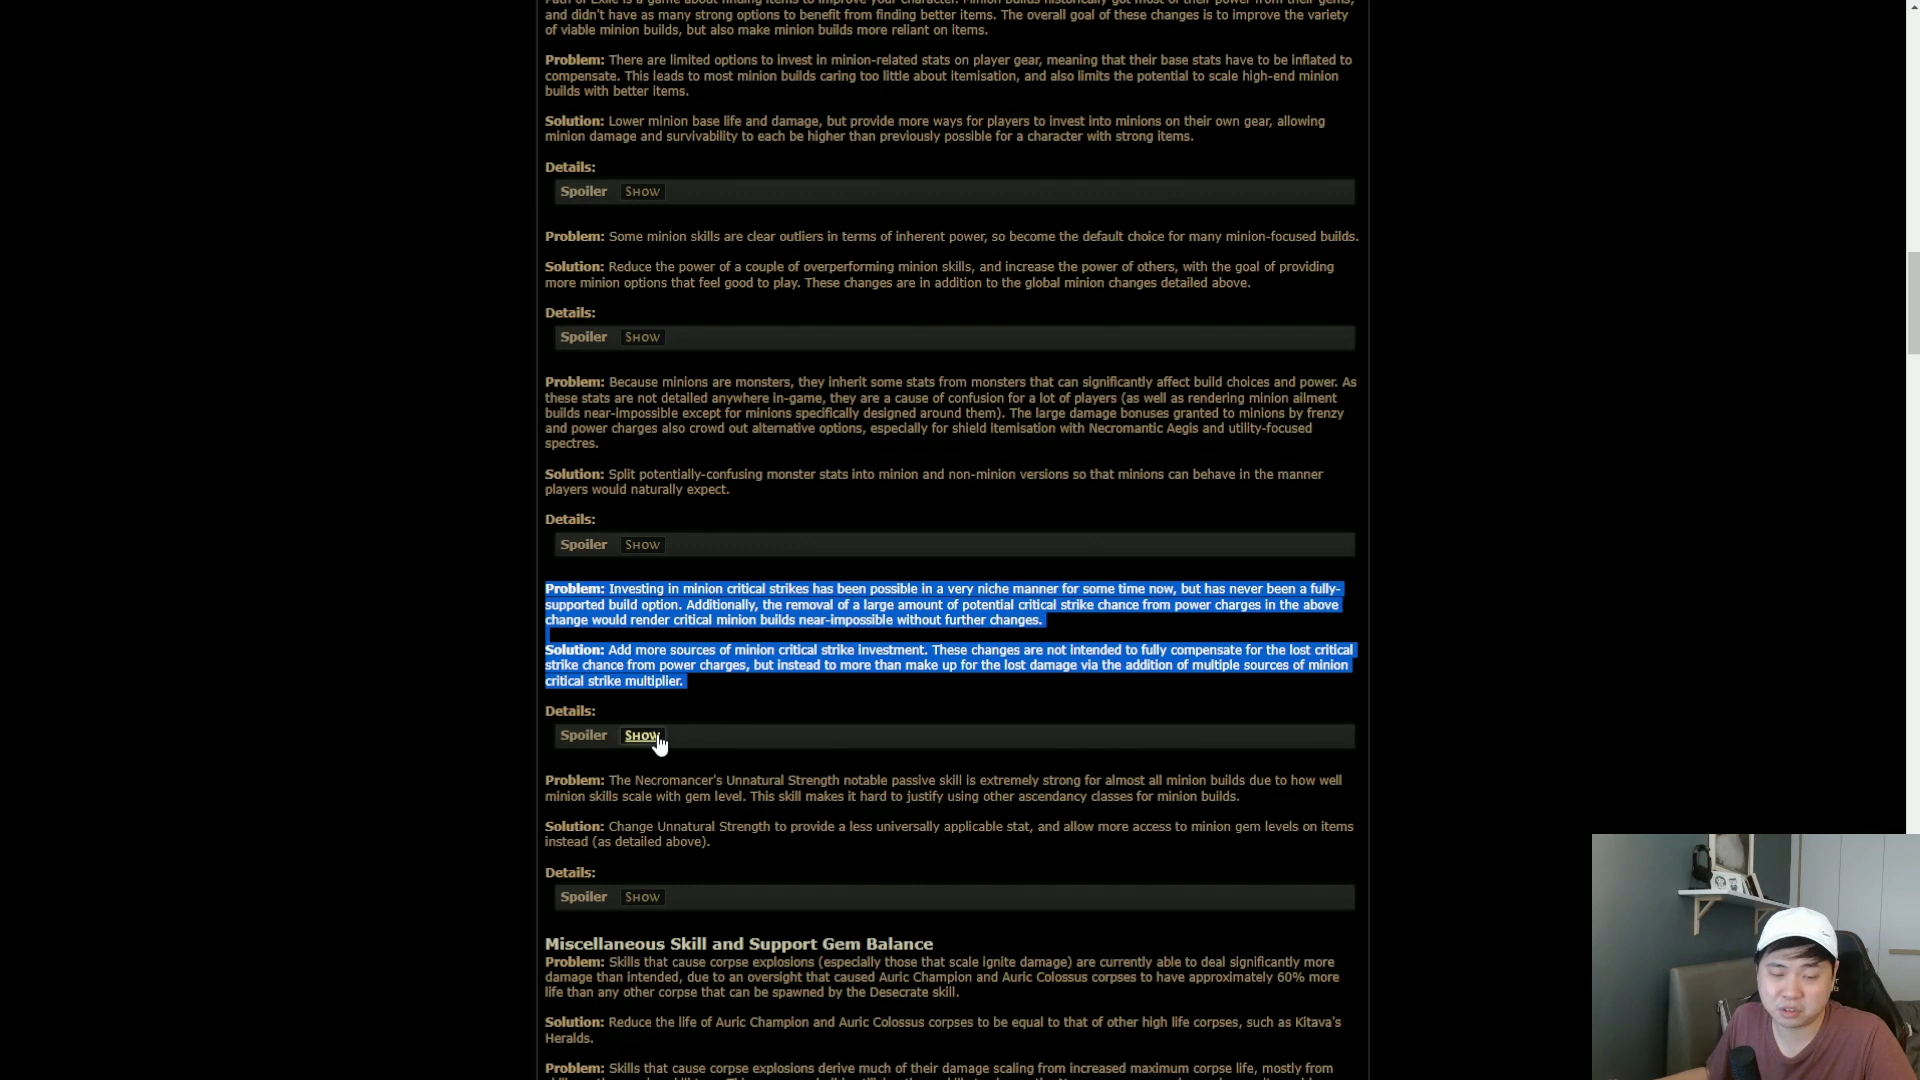 Path of Exile is a game about finding items to improve your character. Minion builds historically got most of their power from their gems,
and didn't have as many strong options to benefit from finding better items. The overall goal of these changes is to improve the variety
of viable minion builds, but also make minion builds more reliant on items.
Problem: There are limited options to invest in minion-related stats on player gear, meaning that their base stats have to be inflated to
compensate. This leads to most minion builds caring too little about itemisation, and also limits the potential to scale high-end minion
builds with better items.
Solution: Lower minion base life and damage, but provide more ways for players to invest into minions on their own gear, allowing
minion damage and survivability to each be higher than previously possible for a character with strong items.
Details:
Spoiler Show
Problem: Some minion skills are clear outliers in terms of inherent power, so become the default choice for many minion-focused builds.
Solution: Reduce the power of a couple of overperforming minion skills, and increase the power of others, with the goal of providing
more minion options that feel good to play. These changes are in addition to the global minion changes detailed above.
Details:
Spoiler Show
Problem: Because minions are monsters, they inherit some stats from monsters that can significantly affect build choices and power. As
these stats are not detailed anywhere in-game, they are a cause of confusion for a lot of players (as well as rendering minion ailment
builds near-impossible except for minions specifically designed around them). The large damage bonuses granted to minions by frenzy
and power charges also crowd out alternative options, especially for shield itemisation with Necromantic Aegis and utility-focused
spectres.
Solution: Split potentially-confusing monster stats into minion and non-minion versions so that minions can behave in the manner
players would naturally expect.
Details:
Spoiler Show
Problem: Investing in minion critical strikes has been possible in a very niche manner for some time now, but has never been a fully-
supported build option. Additionally, the removal of a large amount of potential critical strike chance from power charges in the above
change would render critical minion builds near-impossible without further changes.
Solution: Add more sources of minion critical strike investment. These changes are not intended to fully compensate for the lost critical
strike chance from power charges, but instead to more than make up for the lost damage via the addition of multiple sources of minion
critical strike multiplier.
Details:
Spoiler Show
Problem: The Necromancer's Unnatural Strength notable passive skill is extremely strong for almost all minion builds due to how well
minion skills scale with gem level. This skill makes it hard to justify using other ascendancy classes for minion builds.
Solution: Change Unnatural Strength to provide a less universally applicable stat, and allow more access to minion gem levels on items
instead (as detailed above).
Details:
Spoiler Show
Miscellaneous Skill and Support Gem Balance
Problem: Skills that cause corpse explosions (especially those that scale ignite damage) are currently able to deal significantly more
damage than intended, due to an oversight that caused Auric Champion and Auric Colossus corpses to have approximately 60% more
life than any other corpse that can be spawned by the Desecrate skill.
Solution: Reduce the life of Auric Champion and Auric Colossus corpses to be equal to that of other high life corpses, such as Kitava's
Heralds.
Problem: Skills that cause corpse explosions derive much of their damage scaling from increased maximum corpse life, mostly from